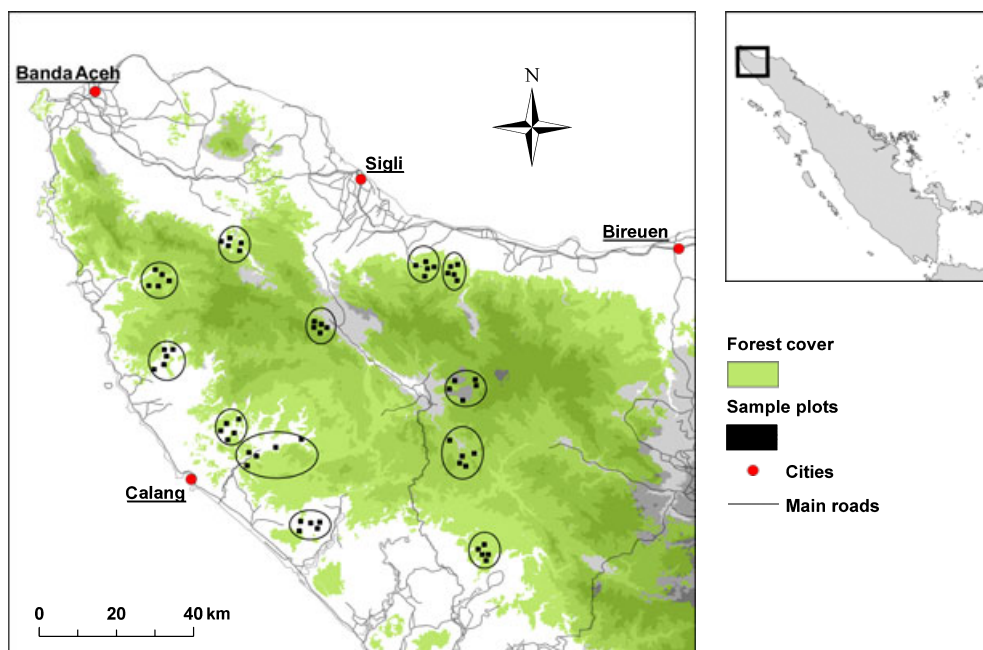 Banda Aceh
N
Sigli
Bireuen
Calang
0 20 40 km
Forest cover
Sample plots
Cities
Main roads